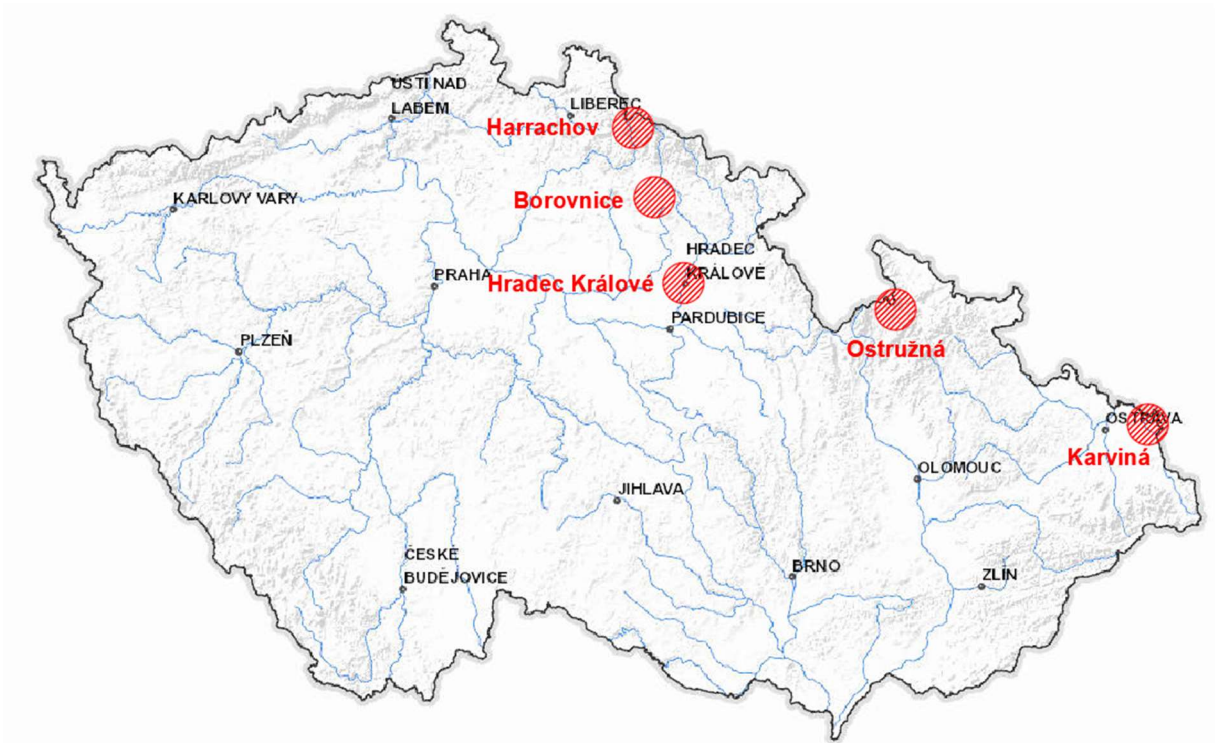 ÚSTÍ NAD
LABEM
LIBEREC
Harrachov
KARLOVY VARY
Borovnice
HRADEC
KRÁLOVÉ
PRAHA
Hradec Králové
PARDUBICE
PLZEŇ
Ostružná
OSTRAVA
Karviná
OLOMOUC
JIHLAVA
ČESKÉ
BUDĚJOVICE
BRNO
ZLÍN